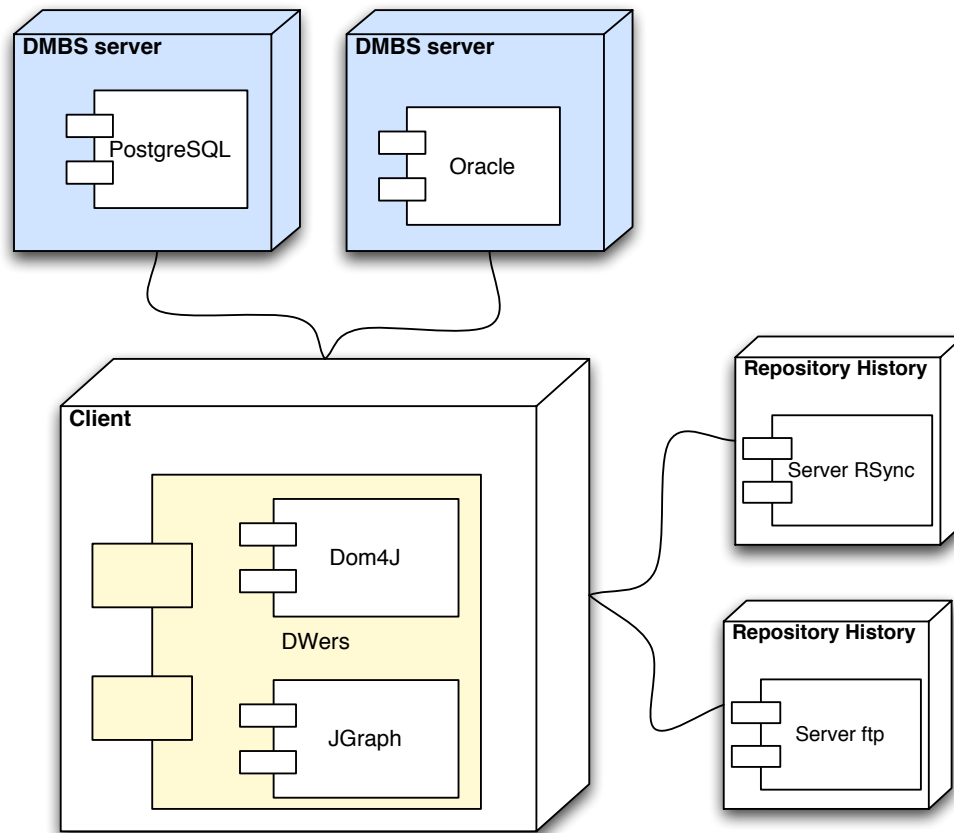 DMBS server
PostgreSQL
DMBS server
Oracle
Client
Dom4J
DWers
JGraph
Repository History
Server RSync
Repository History
Server ftp